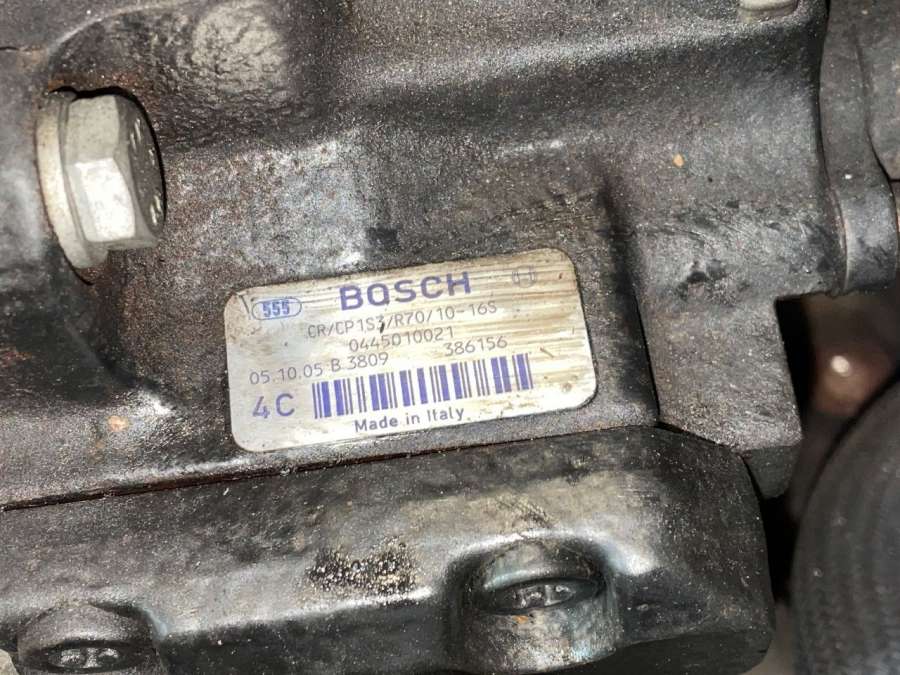 555 BOSCH
CR/CP1S3/R70/10-16S
0445010021
05.10.05 B 3809 386156
4C
Made in Italy